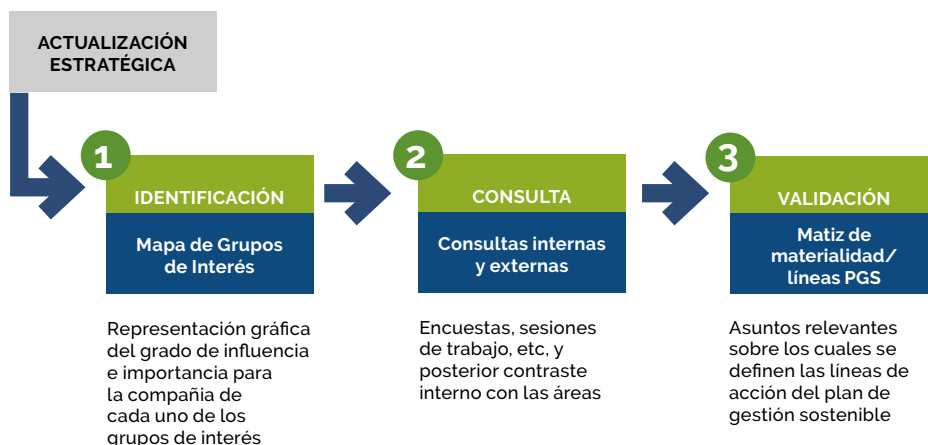 ACTUALIZACIÓN
ESTRATÉGICA
1
IDENTIFICACIÓN
Mapa de Grupos
de Interés
Representación gráfica
del grado de influencia
e importancia para
la compañia de
cada uno de los
grupos de interés
2
CONSULTA
Consultas internas
y externas
Encuestas, sesiones
de trabajo, etc, y
posterior contraste
interno con las áreas
3
VALIDACIÓN
Matiz de
materialidad/
líneas PGS
Asuntos relevantes
sobre los cuales se
definen las líneas de
acción del plan de
gestión sostenible